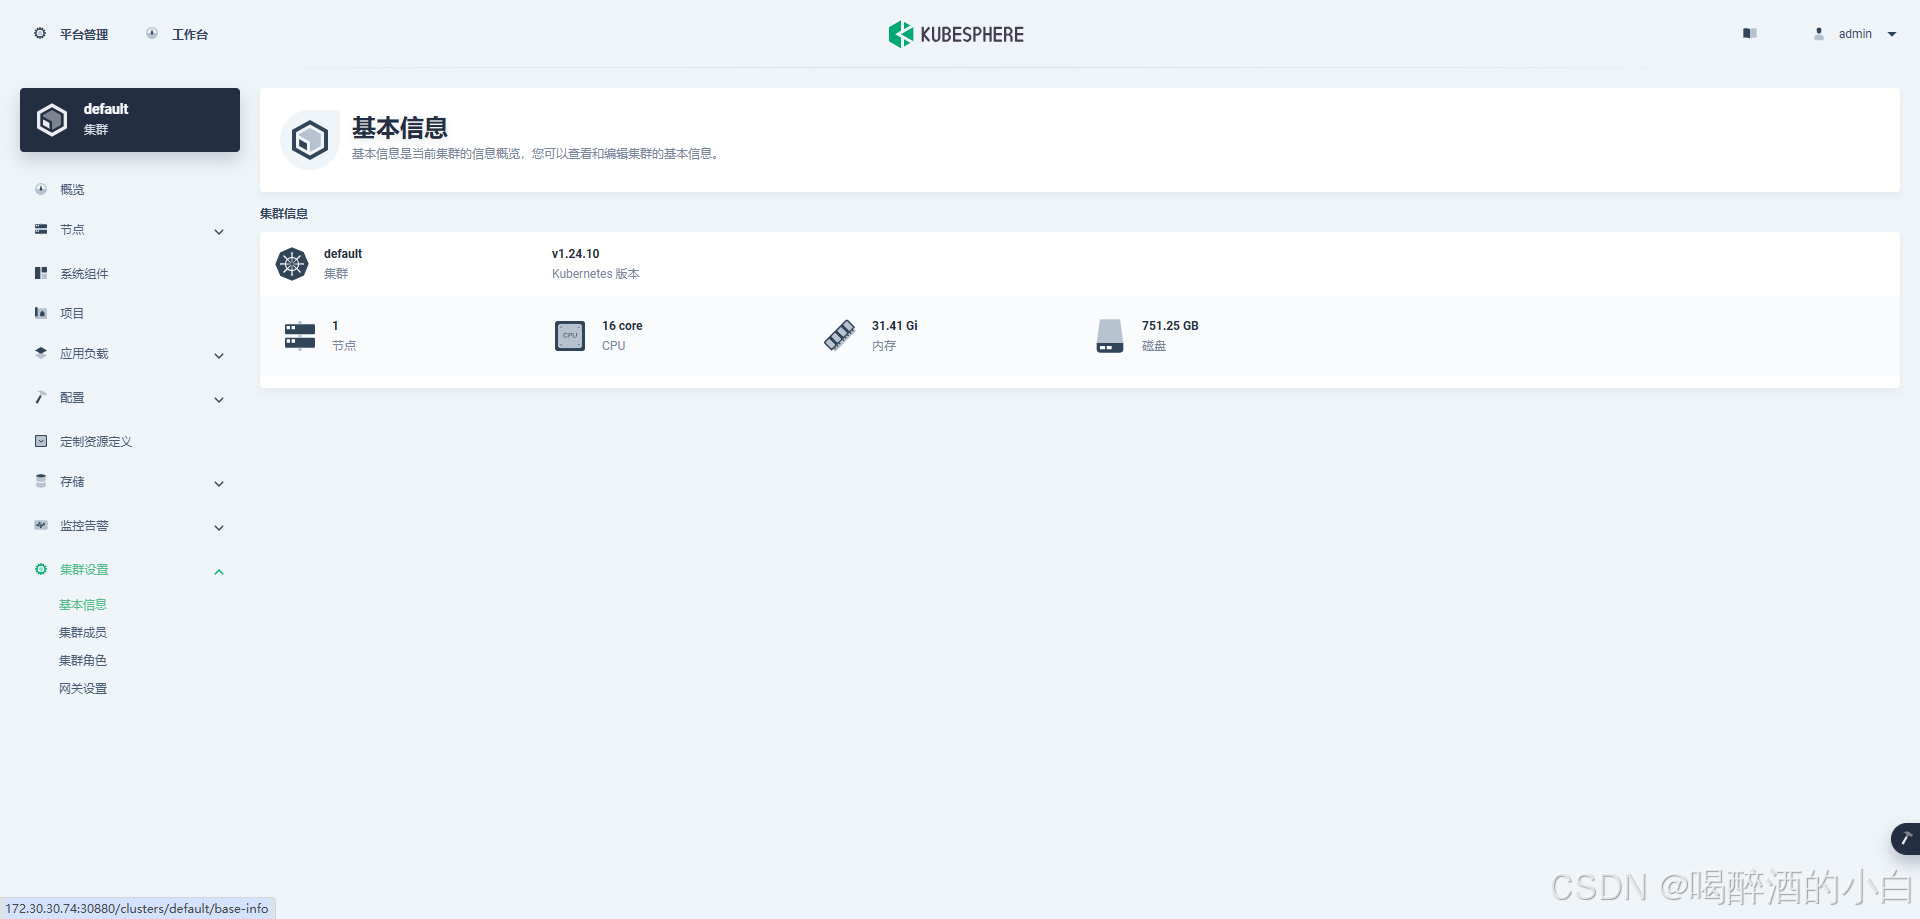 平台管理
工作台
KUBESPHERE
admin
default
集群
概览
节点
系统组件
项目
应用负载
配置
定制资源定义
存储
监控告警
集群设置
基本信息
集群成员
集群角色
网关设置
基本信息
基本信息是当前集群的信息概览，您可以查看和编辑集群的基本信息。
集群信息
default
集群
v1.24.10
Kubernetes 版本
1
节点
CPU
16 core
CPU
31.41 Gi
内存
751.25 GB
磁盘
172.30.30.74:30880/clusters/default/base-info
CSDN @喝醉酒的小白